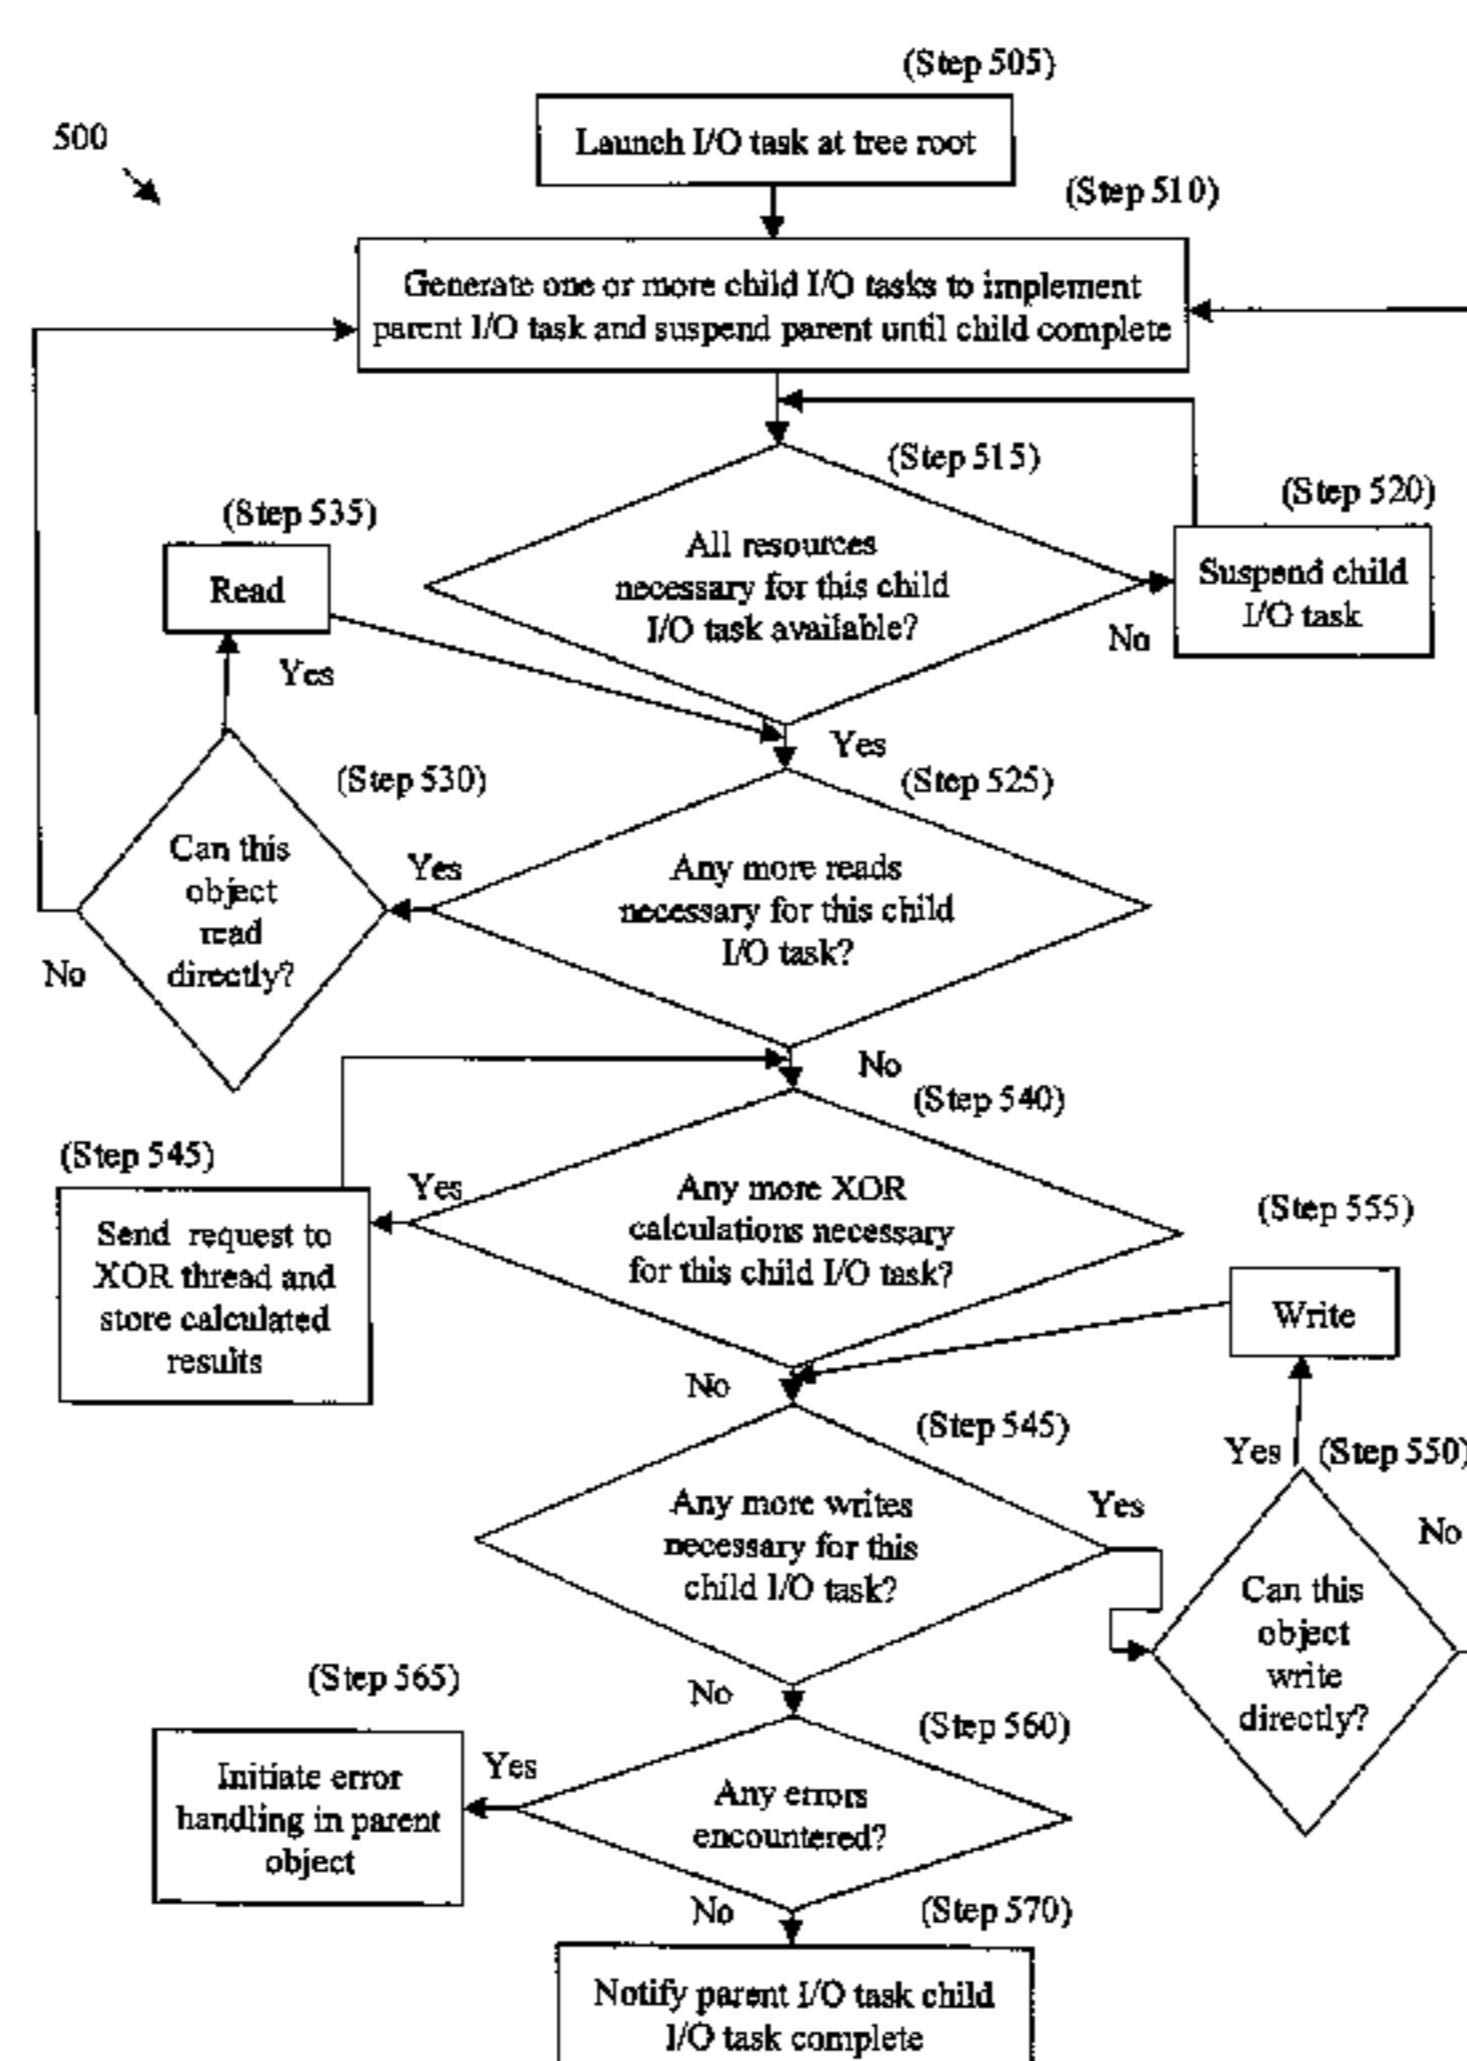 (Step 505)
500
Launch I/O task at tree root
(Step 510)
Generate one or more child I/O tasks to implement
parent I/O task and suspend parent until child complete
(Step 515)
(Step 520)
(Step 535)
All resources
necessary for this child
I/O task available?
Suspend child
I/O task
Read
No
Yes
Yes
(Step 530)
(Step 525)
Can this
object
read
directly?
Yes
Any more reads
necessary for this child
I/O task?
No
No
(Step 540)
(Step 545)
Yes
Any more XOR
calculations necessary
for this child I/O task?
(Step 555)
Send request to
XOR thread and
store calculated
results
Write
No
(Step 545)
Yes
(Step 550)
Any more writes
necessary for this
child I/O task?
Yes
No
Can this
object
write
directly?
(Step 565)
No
(Step 560)
Initiate error
handling in parent
object
Yes
Any errors
encountered?
No
(Step 570)
Notify parent I/O task child
I/O task complete